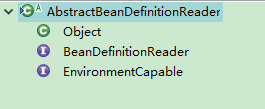 AbstractBeanDefinitionReader
Object
BeanDefinitionReader
EnvironmentCapable